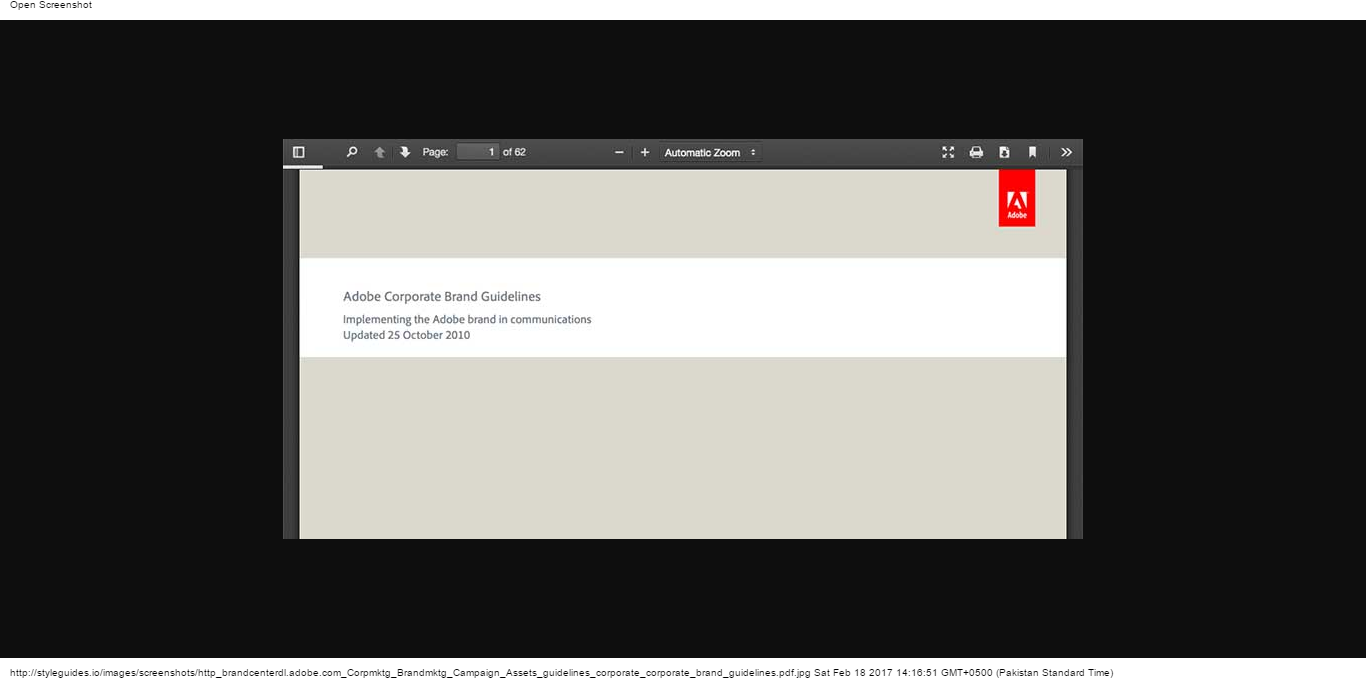 Open Screenshot
Page: 1 of 62
Automatic Zoom
Adobe
Adobe Corporate Brand Guidelines
Implementing the Adobe brand in communications
Updated 25 October 2010
http://styleguides.io/images/screenshots/http_brandcenterdl.adobe.com_Corpmktg_Brandmktg_Campaign_Assets_guidelines_corporate_corporate_brand_guidelines.pdf.jpg Sat Feb 18 2017 14:16:51 GMT+0500 (Pakistan Standard Time)